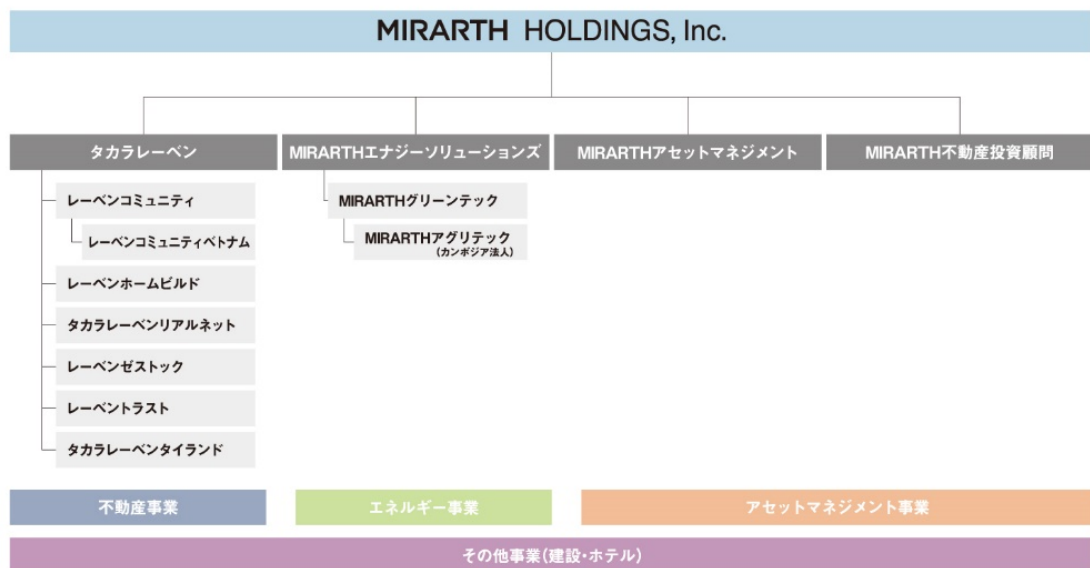 MIRARTH HOLDINGS, Inc.
タカラレーベン
MIRARTHエナジーソリューションズ
MIRARTHアセットマネジメント
MIRARTH不動産投資顧問
レーベンコミュニティ
レーベンコミュニティベトナム
レーベンホームビルド
タカラレーベンリアルネット
レーベンゼストック
レーベントラスト
タカラレーベンタイランド
MIRARTHグリーンテック
MIRARTHアグリテック
(カンボジア法人)
不動産事業
エネルギー事業
アセットマネジメント事業
その他事業(建設・ホテル)